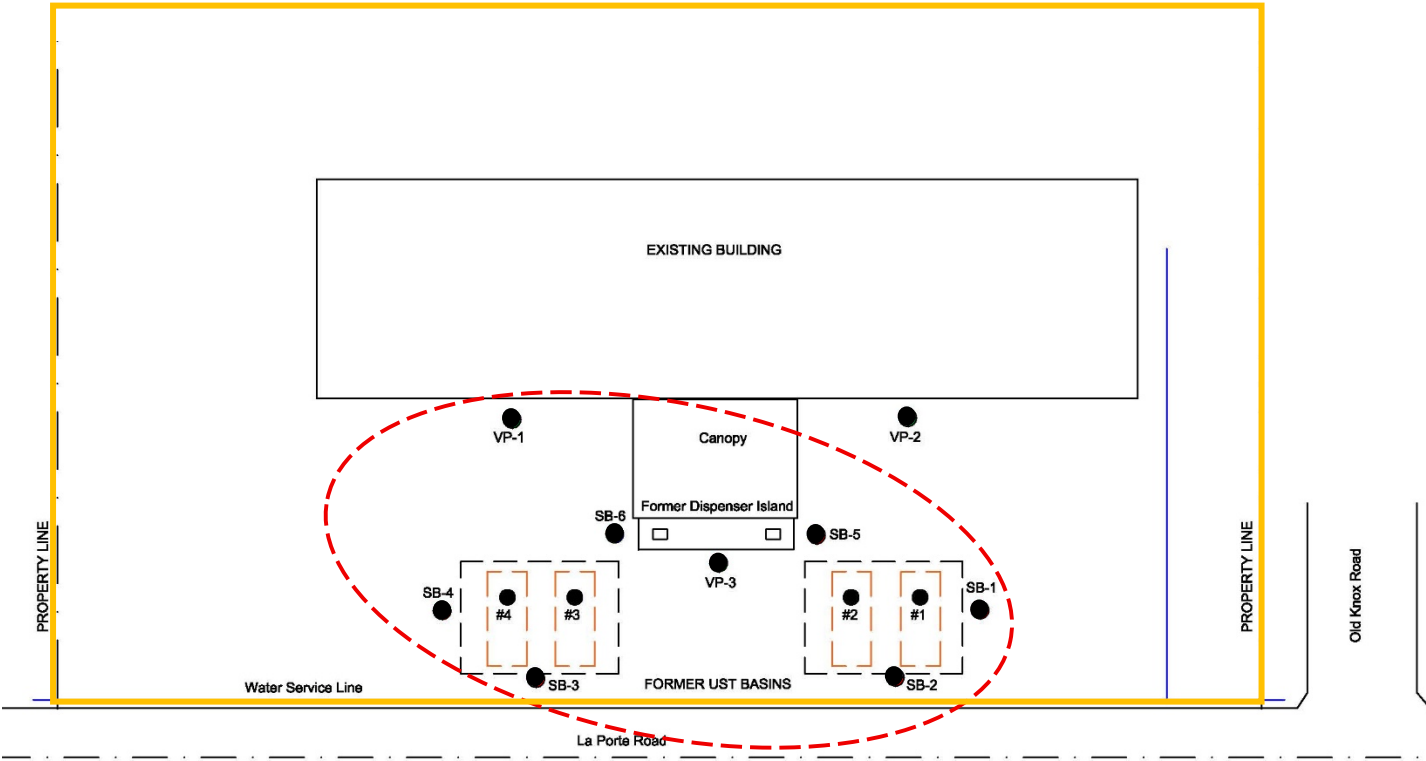 EXISTING BUILDING
VP-1
Canopy
VP-2
Former Dispenser Island
SB-6
SB-5
VP-3
SB-4
SB-1
#4
#3
#2
#1
PROPERTY LINE
PROPERTY LINE
Old Knox Road
Water Service Line
SB-3
FORMER UST BASINS
SB-2
La Porte Road